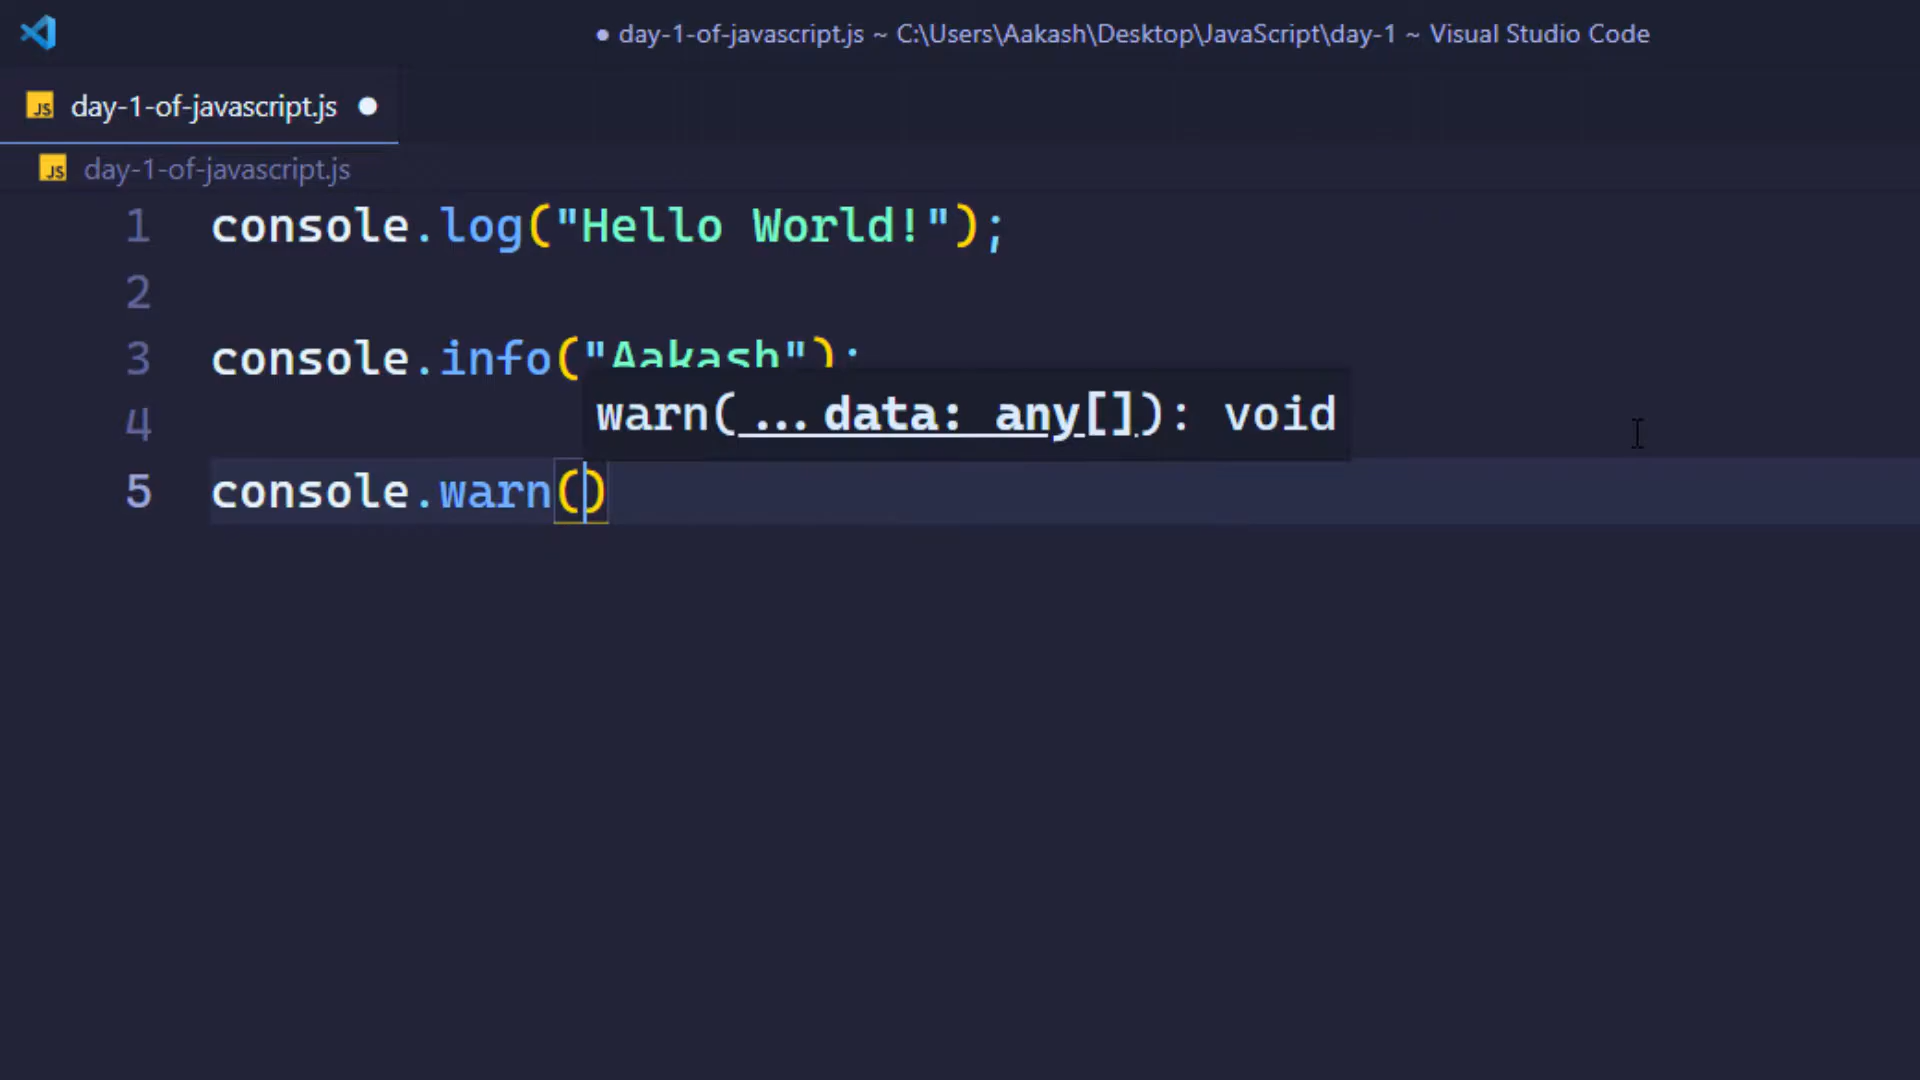 ● day-1-of-javascript.js ~ C:\Users\Aakash\Desktop\JavaScript\day-1 ~ Visual Studio Code
JS day-1-of-javascript.js ●
JS day-1-of-javascript.js
1 console.log("Hello World!");
2
3 console.info("Aakash");
4
warn(...data: any[]): void
5 console.warn()